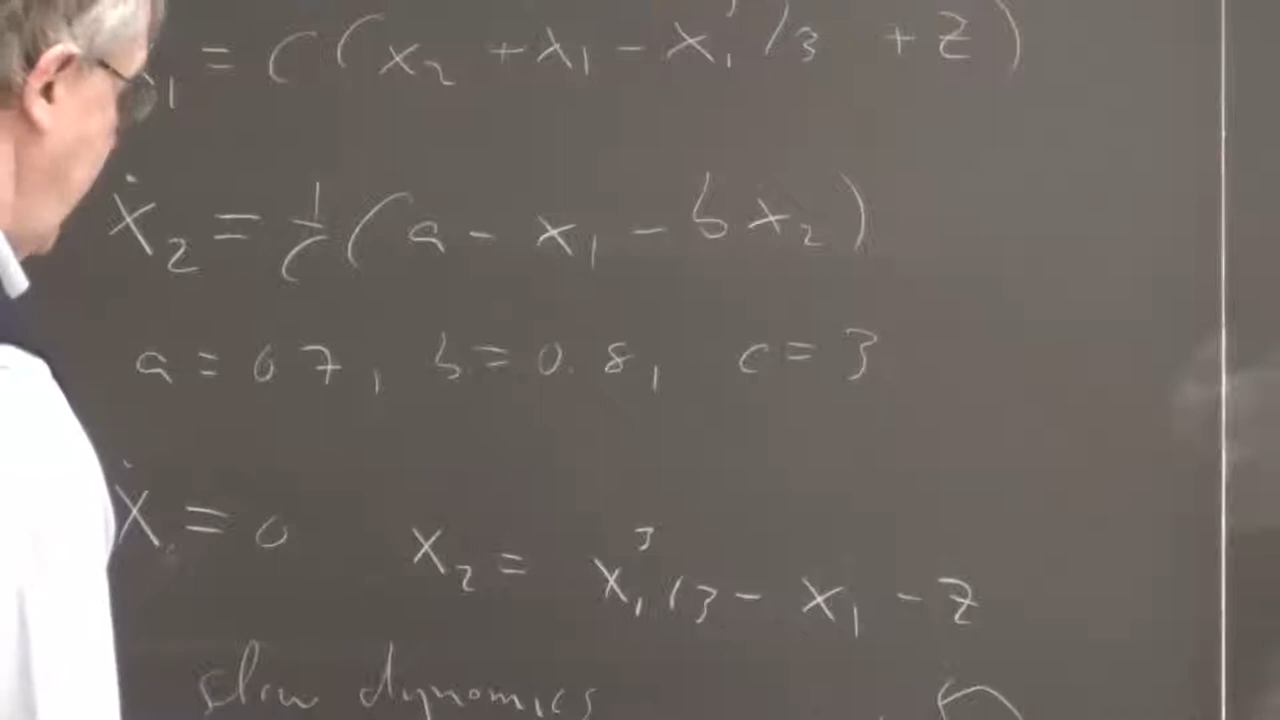 ẋ₁ = c(x₂ + x₁ - x₁³/3 + z)
ẋ₂ = 1/c (a - x₁ - b x₂)
a = 0 7, b = 0.8, c = 3
ẋ₁ = 0 x₂ = x₁³/3 - x₁ - z
slow dynamics